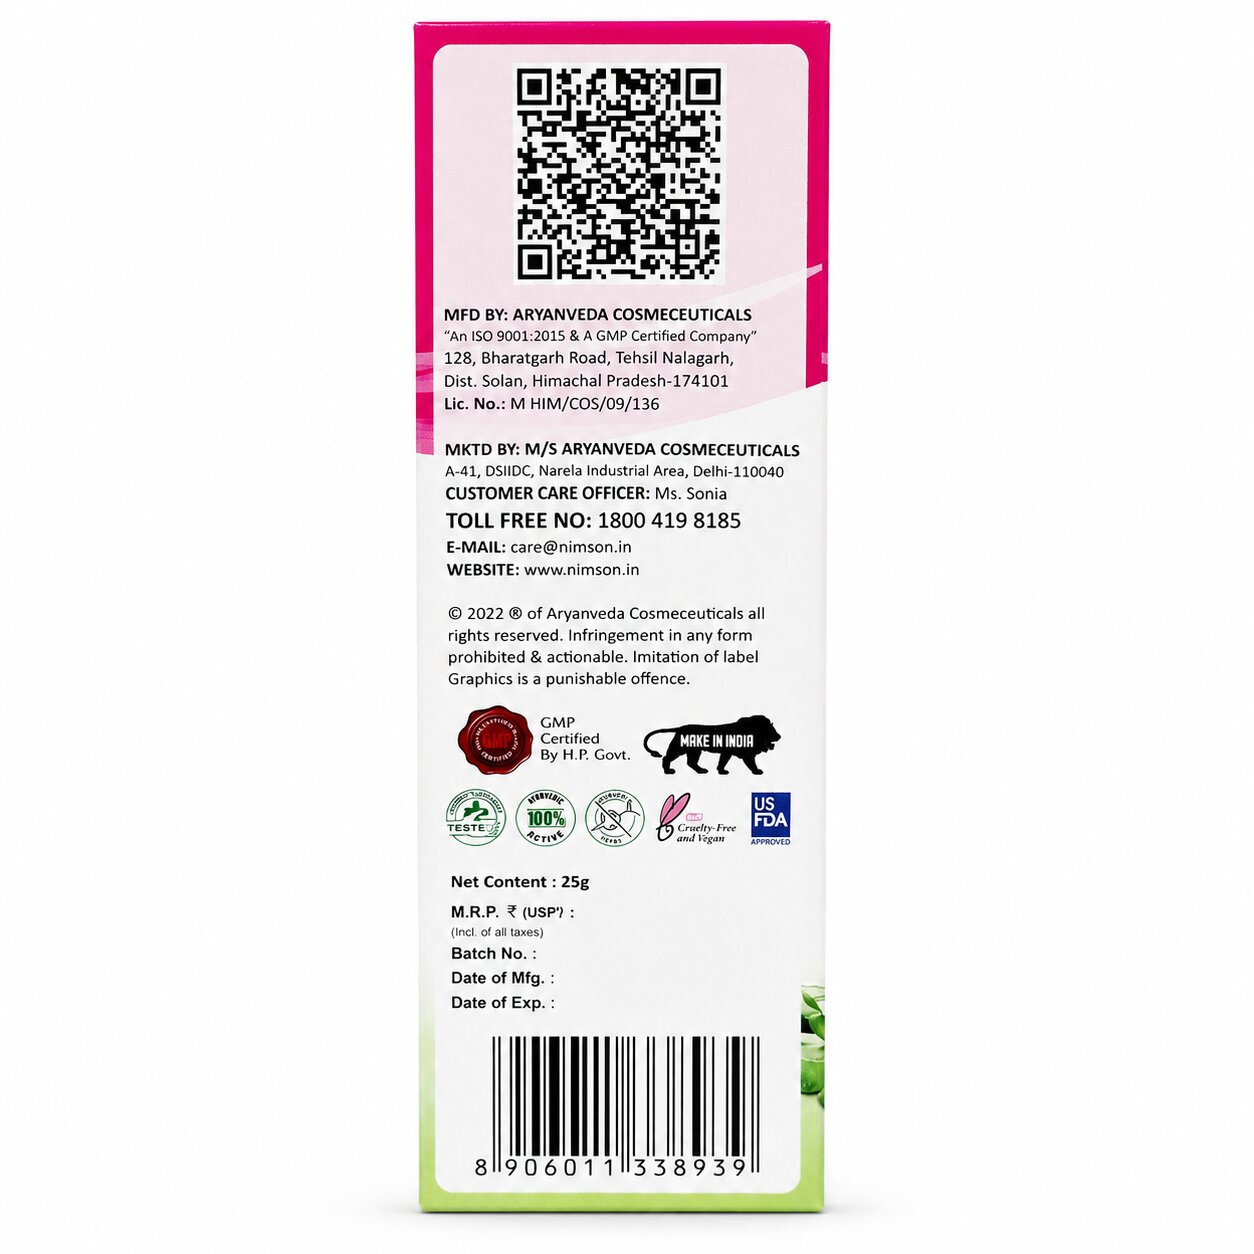 MFD BY: ARYANVEDA COSMECEUTICALS
“An ISO 9001:2015 & A GMP Certified Company”
128, Bharatgarh Road, Tehsil Nalagarh,
Dist. Solan, Himachal Pradesh-174101
Lic. No.: M HIM/COS/09/136
MKTD BY: M/S ARYANVEDA COSMECEUTICALS
A-41, DSIIDC, Narela Industrial Area, Delhi-110040
CUSTOMER CARE OFFICER: Ms. Sonia
TOLL FREE NO: 1800 419 8185
E-MAIL: care@nimson.in
WEBSITE: www.nimson.in
© 2022 ® of Aryanveda Cosmeceuticals all
rights reserved. Infringement in any form
prohibited & actionable. Imitation of label
Graphics is a punishable offence.
GMP
CERTIFIED
GMP
Certified
By H.P. Govt.
MAKE IN INDIA
TESTED
AYURVEDIC
100%
ACTIVE
Cruelty-Free
and Vegan
US
FDA
APPROVED
Net Content : 25g
M.R.P. ₹ (USP') :
(Incl. of all taxes)
Batch No. :
Date of Mfg. :
Date of Exp. :
8 906011 338939